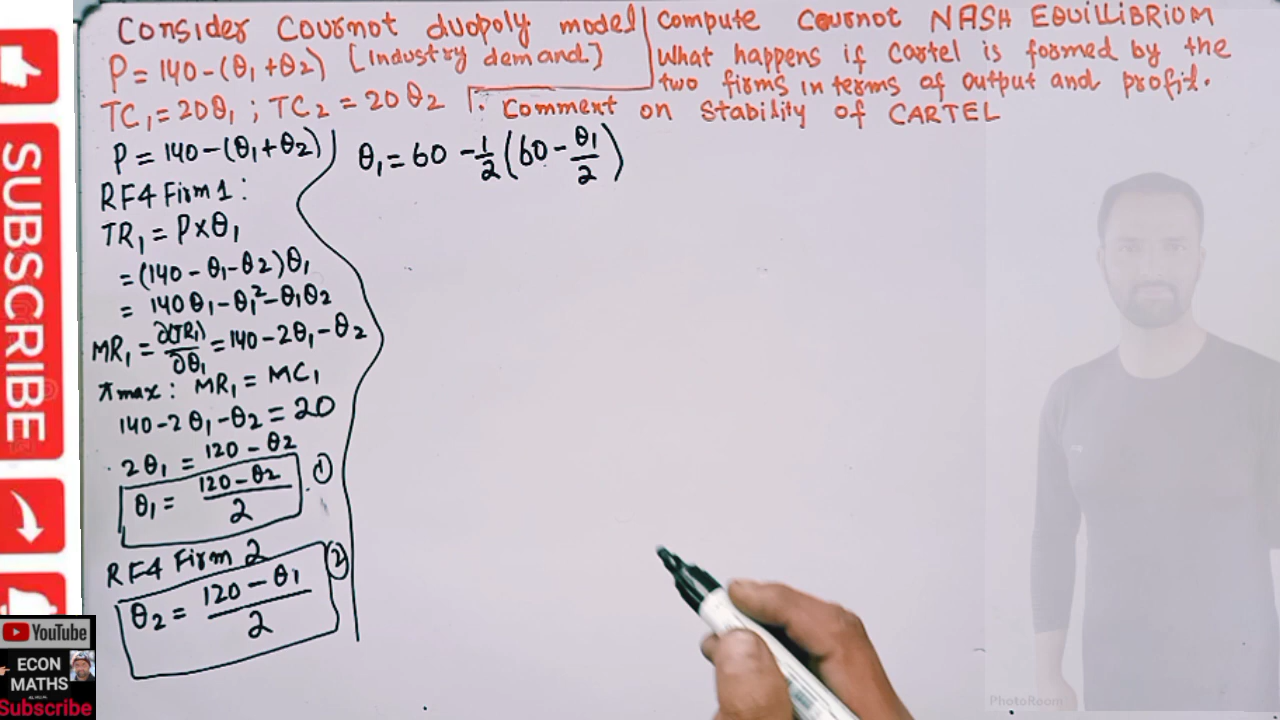 Consider Cournot duopoly model
P = 140 - (θ1 + θ2) [Industry demand]
TC1 = 20θ1 ; TC2 = 20θ2
Compute Cournot NASH EQUILLIBRIUM
What happens if Cartel is formed by the
two firms in terms of output and profit.
Comment on Stability of CARTEL
P = 140 - (θ1 + θ2)
RF4 Firm 1 :
TR1 = P × θ1
= (140 - θ1 - θ2) θ1
= 140 θ1 - θ1² - θ1θ2
MR1 = ∂(TR1)/∂θ1 = 140 - 2θ1 - θ2
πmax : MR1 = MC1
140 - 2θ1 - θ2 = 20
2θ1 = 120 - θ2
θ1 = (120 - θ2)/2 ①
RF4 Firm 2
θ2 = (120 - θ1)/2 ②
θ1 = 60 - 1/2 (60 - θ1/2)
SUBSCRIBE
YouTube
ECON
MATHS
Subscribe
PhotoRoom